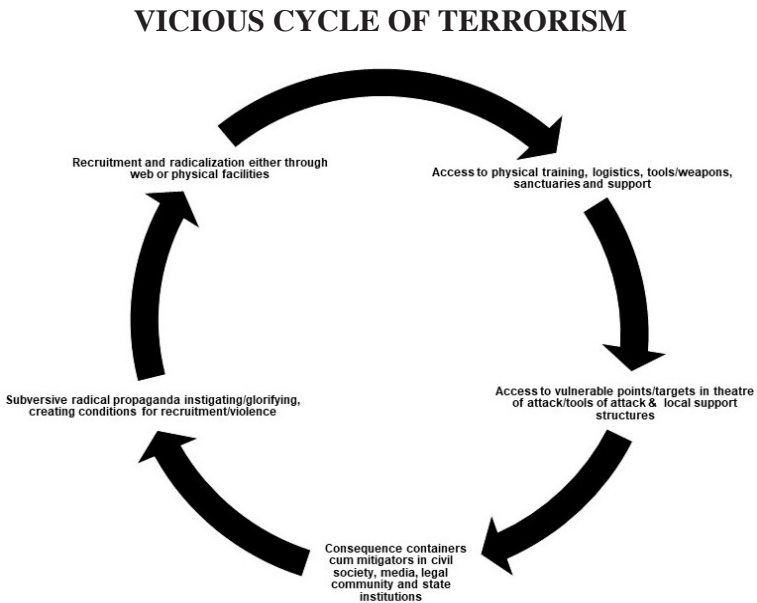 VICIOUS CYCLE OF TERRORISM
Recruitment and radicalization either through
web or physical facilities
Access to physical training, logistics, tools/weapons,
sanctuaries and support
Access to vulnerable points/targets in theatre
of attack/tools of attack & local support
structures
Consequence containers
cum mitigators in civil
society, media, legal
community and state
institutions
Subversive radical propaganda instigating/glorifying,
creating conditions for recruitment/violence